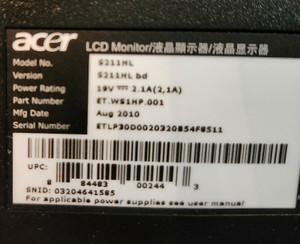 acer LCD Monitor/液晶顯示器/液晶显示器
Model No. S211HL
Version S211HL bd
Power Rating 19V ⎓ 2.1A(2,1A)
Part Number ET.WS1HP.001
Mfg Date Aug 2010
Serial Number ETLP30D0020320854F8511
UPC:
8 84483 00244 3
SNID: 03204641585
For applicable power supplies see user manual.